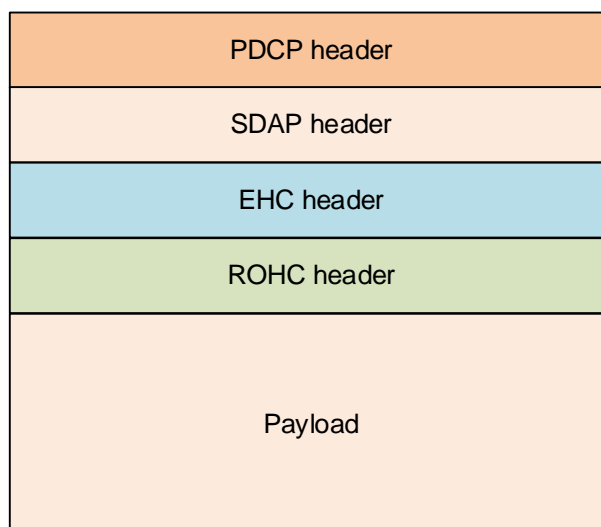 PDCP header
SDAP header
EHC header
ROHC header
Payload